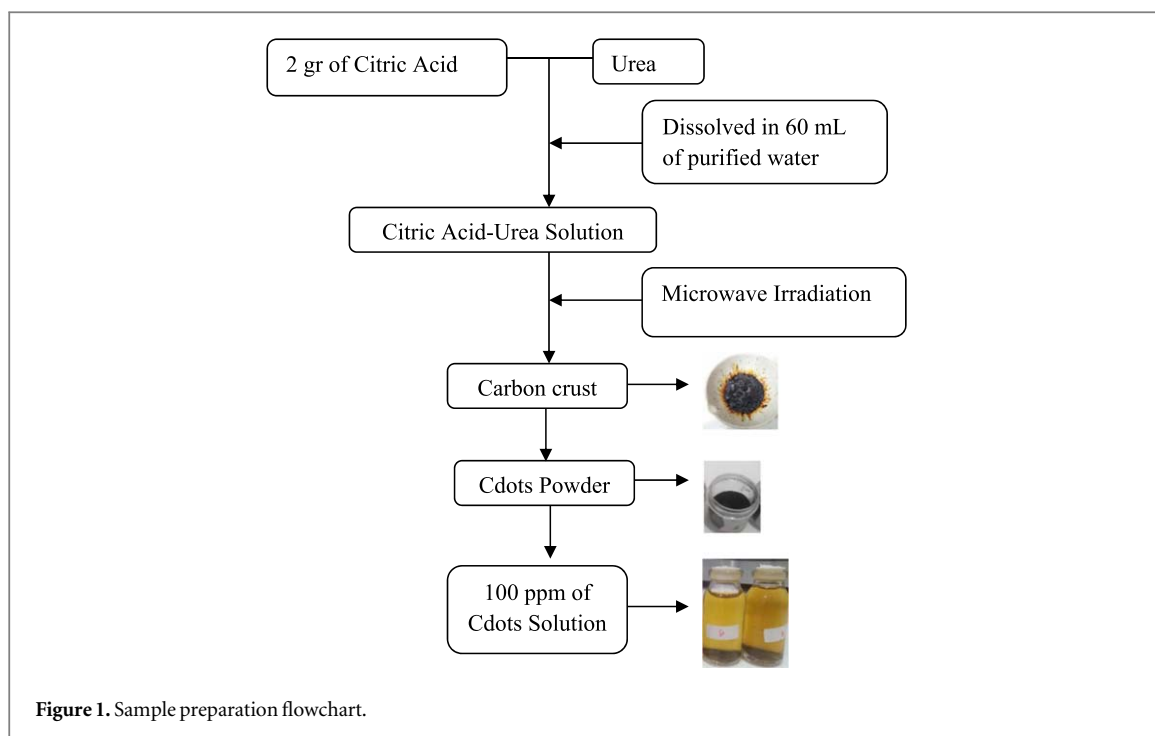 2 gr of Citric Acid
Urea
Dissolved in 60 mL
of purified water
Citric Acid-Urea Solution
Microwave Irradiation
Carbon crust
Cdots Powder
100 ppm of
Cdots Solution
Figure 1. Sample preparation flowchart.